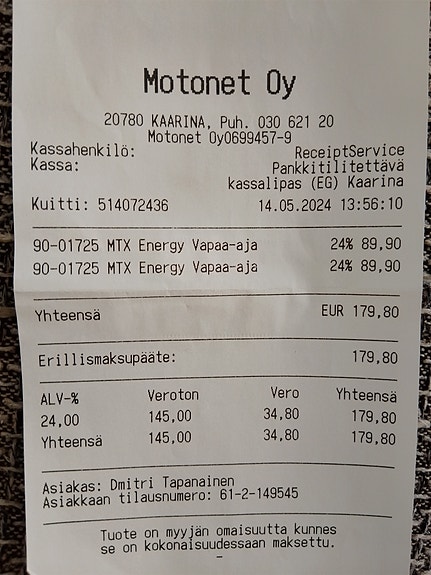 Motonet Oy
20780 KAARINA, Puh. 030 621 20
Motonet Oy0699457-9
Kassahenkilö: ReceiptService
Kassa: Pankkitilitettävä
kassalipas (EG) Kaarina
Kuitti: 514072436 14.05.2024 13:56:10
90-01725 MTX Energy Vapaa-aja 24% 89,90
90-01725 MTX Energy Vapaa-aja 24% 89,90
Yhteensä EUR 179,80
Erillismaksupääte: 179,80
ALV-% Veroton Vero Yhteensä
24,00 145,00 34,80 179,80
Yhteensä 145,00 34,80 179,80
Asiakas: Dmitri Tapanainen
Asiakkaan tilausnumero: 61-2-149545
Tuote on myyjän omaisuutta kunnes
se on kokonaisuudessaan maksettu.